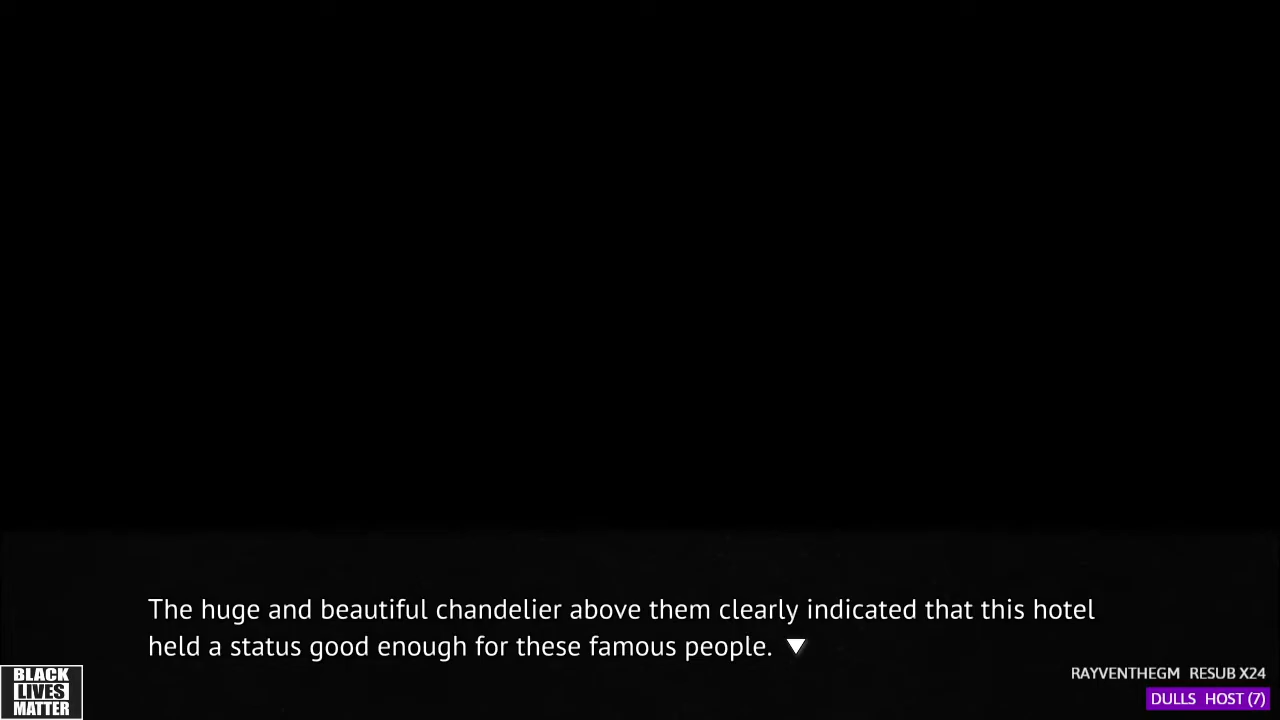 The huge and beautiful chandelier above them clearly indicated that this hotel
held a status good enough for these famous people.
BLACK
LIVES
MATTER
RAYVENTHEGM RESUB X24
DULLS HOST (7)